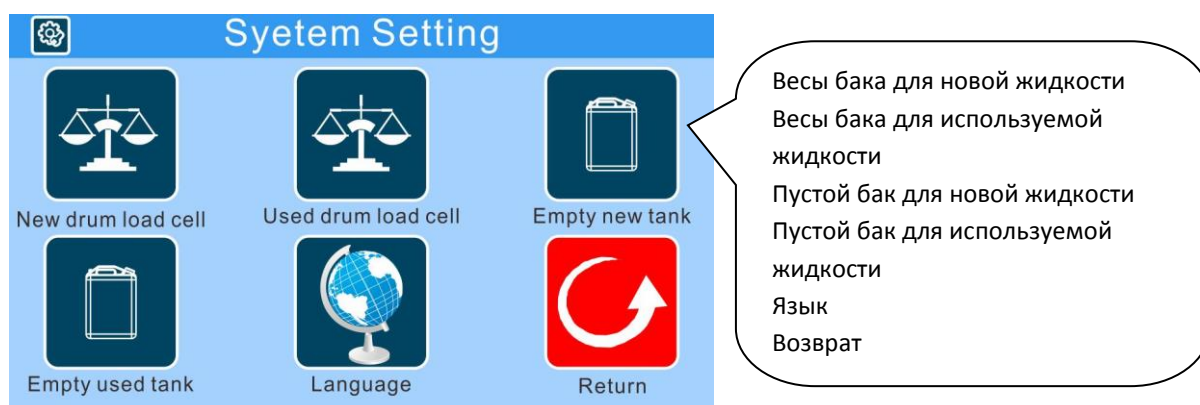 Syetem Setting
New drum load cell
Used drum load cell
Empty new tank
Empty used tank
Language
Return
Весы бака для новой жидкости
Весы бака для используемой
жидкости
Пустой бак для новой жидкости
Пустой бак для используемой
жидкости
Язык
Возврат